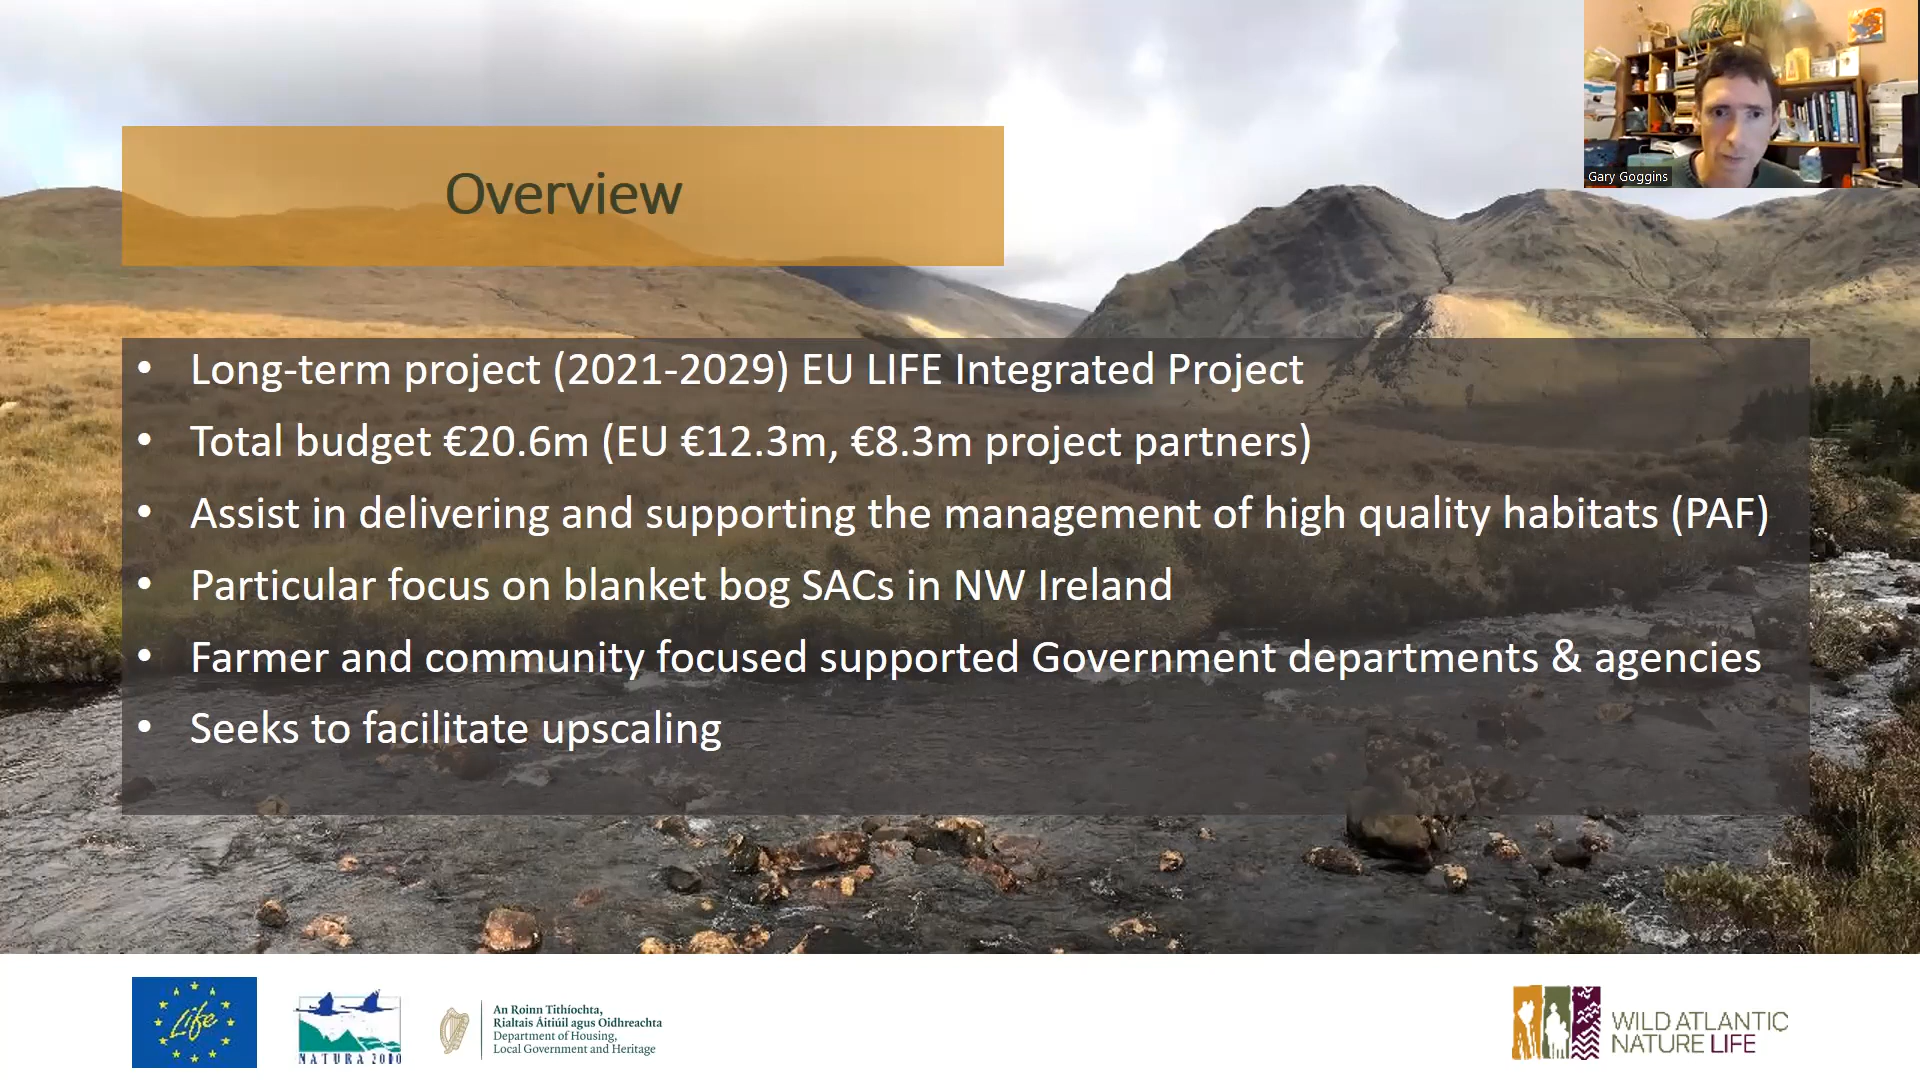 Gary Goggins
Overview
• Long-term project (2021-2029) EU LIFE Integrated Project
• Total budget €20.6m (EU €12.3m, €8.3m project partners)
• Assist in delivering and supporting the management of high quality habitats (PAF)
• Particular focus on blanket bog SACs in NW Ireland
• Farmer and community focused supported Government departments & agencies
• Seeks to facilitate upscaling
Life
NATURA 2000
An Roinn Tithíochta,
Rialtais Áitiúil agus Oidhreachta
Department of Housing,
Local Government and Heritage
WILD ATLANTIC
NATURE LIFE